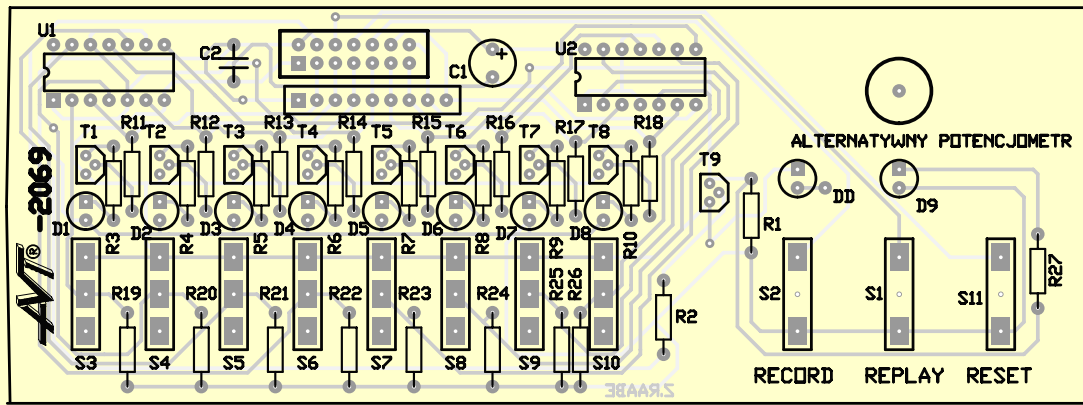 U1
C2
C1
+
U2
R11 R12 R13 R14 R15 R16 R17 R18
T1 T2 T3 T4 T5 T6 T7 T8
ALTERNATYWNY POTENCJOMETR
T9
AVT®-2069
D1 D2 D3 D4 D5 D6 D7 D8
DD
D9
R1
R3 R4 R5 R6 R7 R8 R9 R10
R25 R26
R27
R19 R20 R21 R22 R23 R24
R2
S2 S1 S11
S3 S4 S5 S6 S7 S8 S9 S10
RECORD REPLAY RESET
Z.RAABE